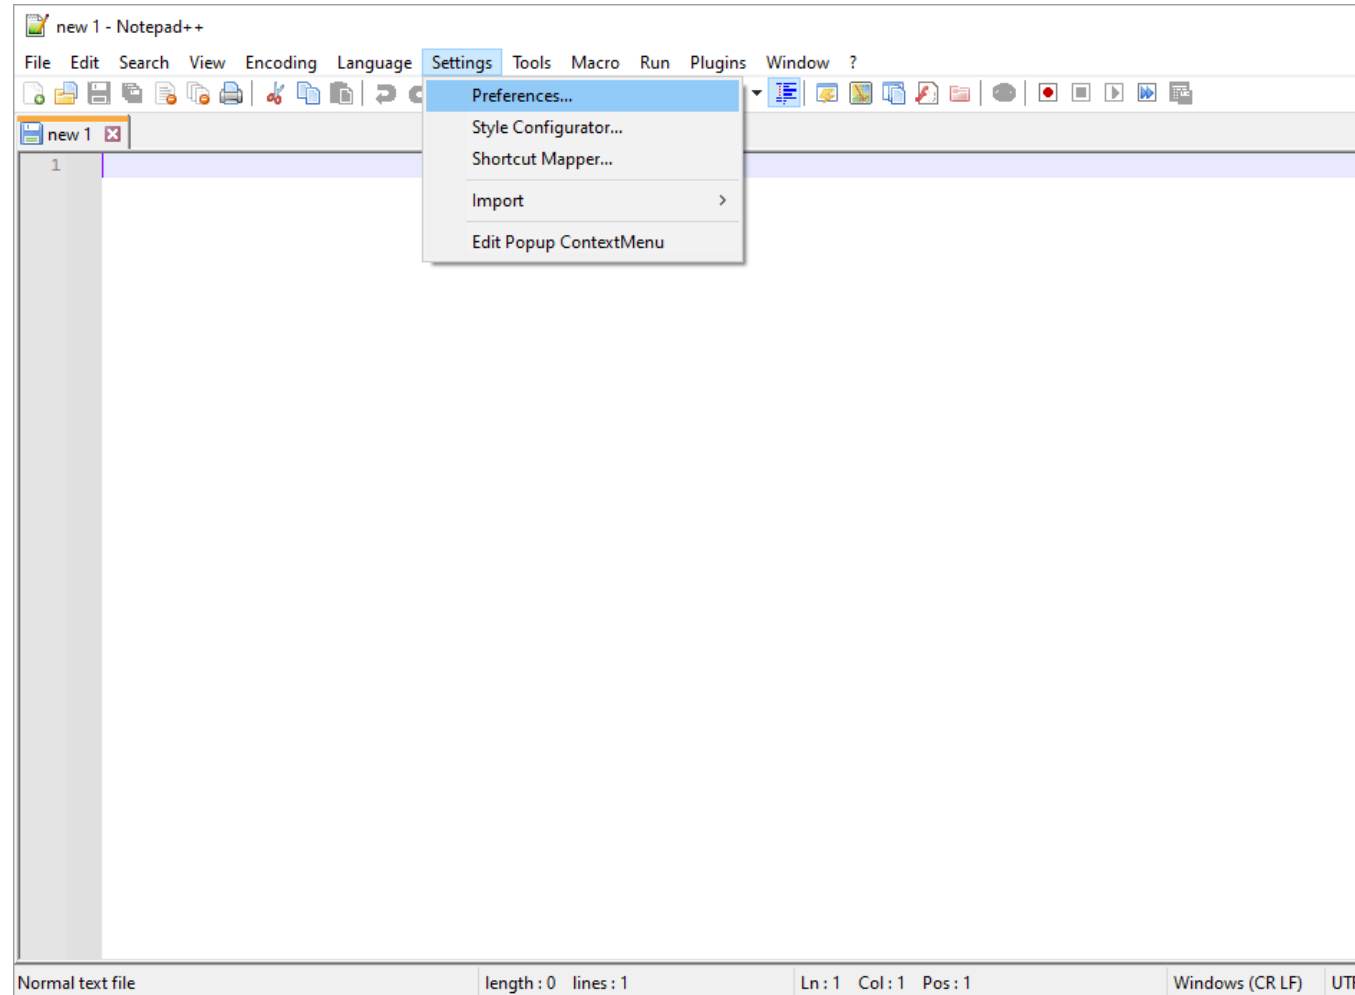 new 1 - Notepad++
File Edit Search View Encoding Language Settings Tools Macro Run Plugins Window ?
Preferences...
Style Configurator...
Shortcut Mapper...
Import
Edit Popup ContextMenu
new 1
1
Normal text file length : 0 lines : 1 Ln : 1 Col : 1 Pos : 1 Windows (CR LF) UTF